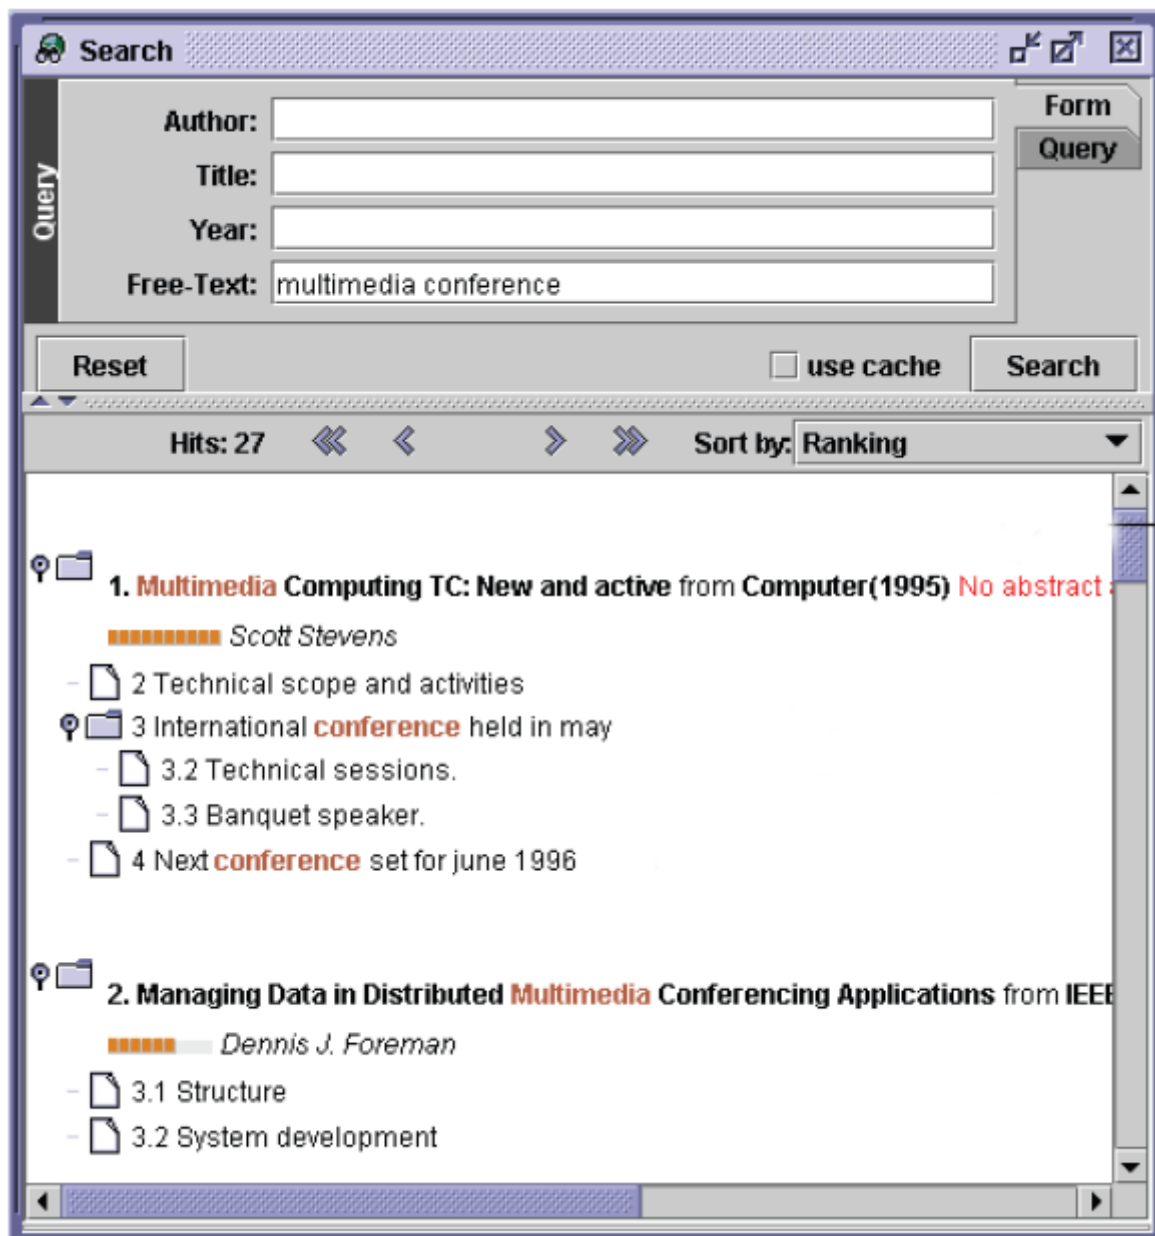 Search
Author:
Form
Title:
Query
Query
Year:
Free-Text: multimedia conference
Reset
use cache
Search
Hits: 27
Sort by: Ranking
1. Multimedia Computing TC: New and active from Computer(1995) No abstract
Scott Stevens
2 Technical scope and activities
3 International conference held in may
3.2 Technical sessions.
3.3 Banquet speaker.
4 Next conference set for june 1996
2. Managing Data in Distributed Multimedia Conferencing Applications from IEEE
Dennis J. Foreman
3.1 Structure
3.2 System development